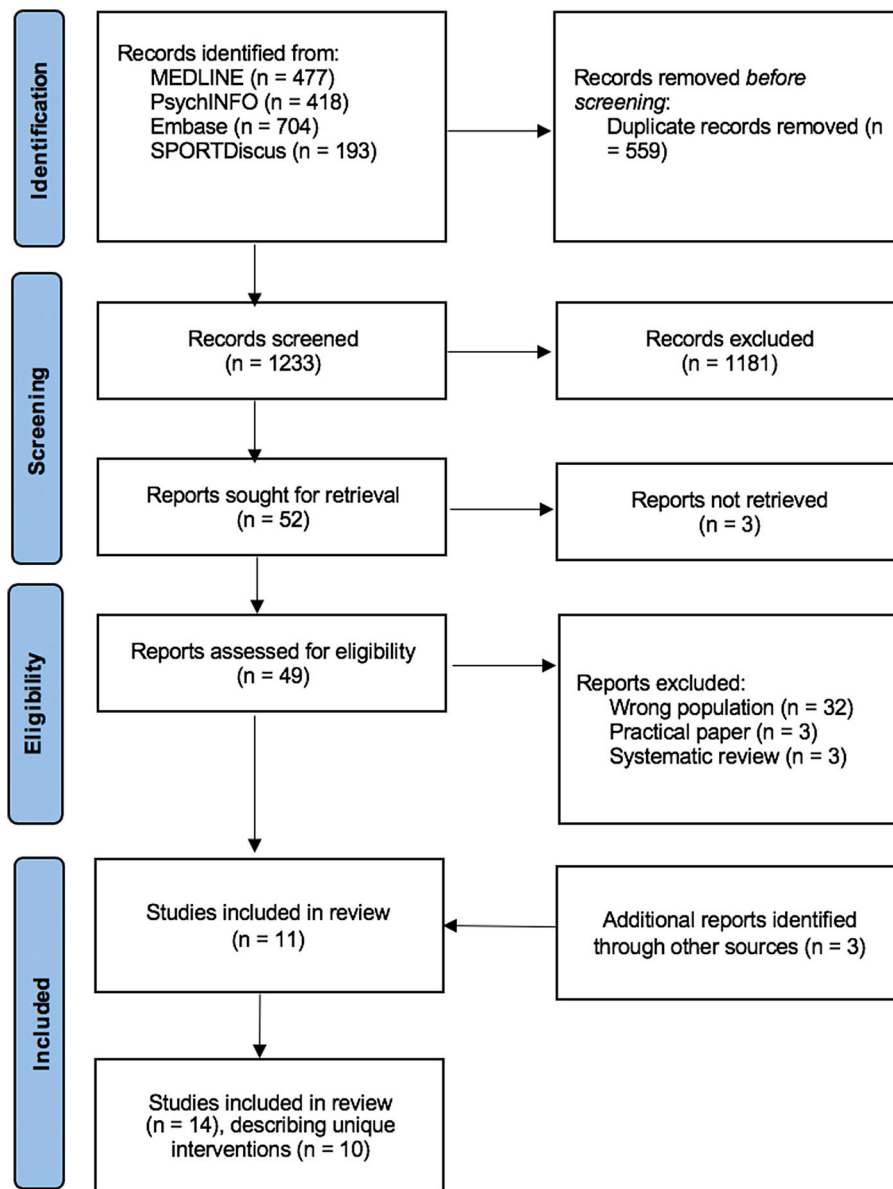 Identification
Records identified from:
MEDLINE (n = 477)
PsychINFO (n = 418)
Embase (n = 704)
SPORTDiscus (n = 193)
Records removed before
screening:
Duplicate records removed (n
= 559)
Screening
Records screened
(n = 1233)
Records excluded
(n = 1181)
Reports sought for retrieval
(n = 52)
Reports not retrieved
(n = 3)
Eligibility
Reports assessed for eligibility
(n = 49)
Reports excluded:
Wrong population (n = 32)
Practical paper (n = 3)
Systematic review (n = 3)
Included
Studies included in review
(n = 11)
Additional reports identified
through other sources (n = 3)
Studies included in review
(n = 14), describing unique
interventions (n = 10)